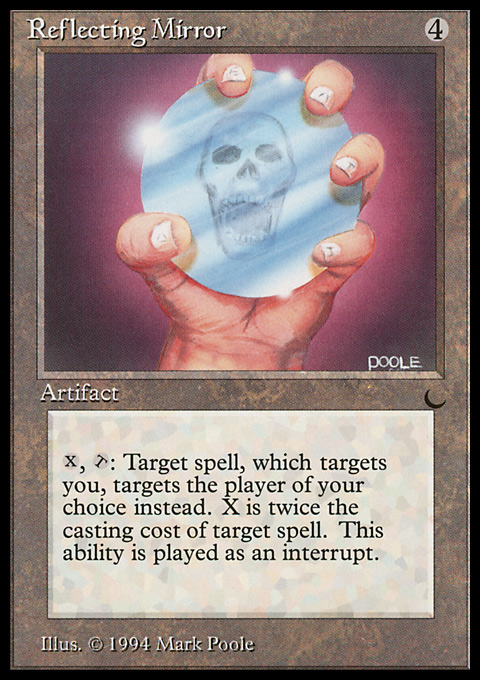 Reflecting Mirror 4
POOLE
Artifact
X, T: Target spell, which targets
you, targets the player of your
choice instead. X is twice the
casting cost of target spell. This
ability is played as an interrupt.
Illus. © 1994 Mark Poole